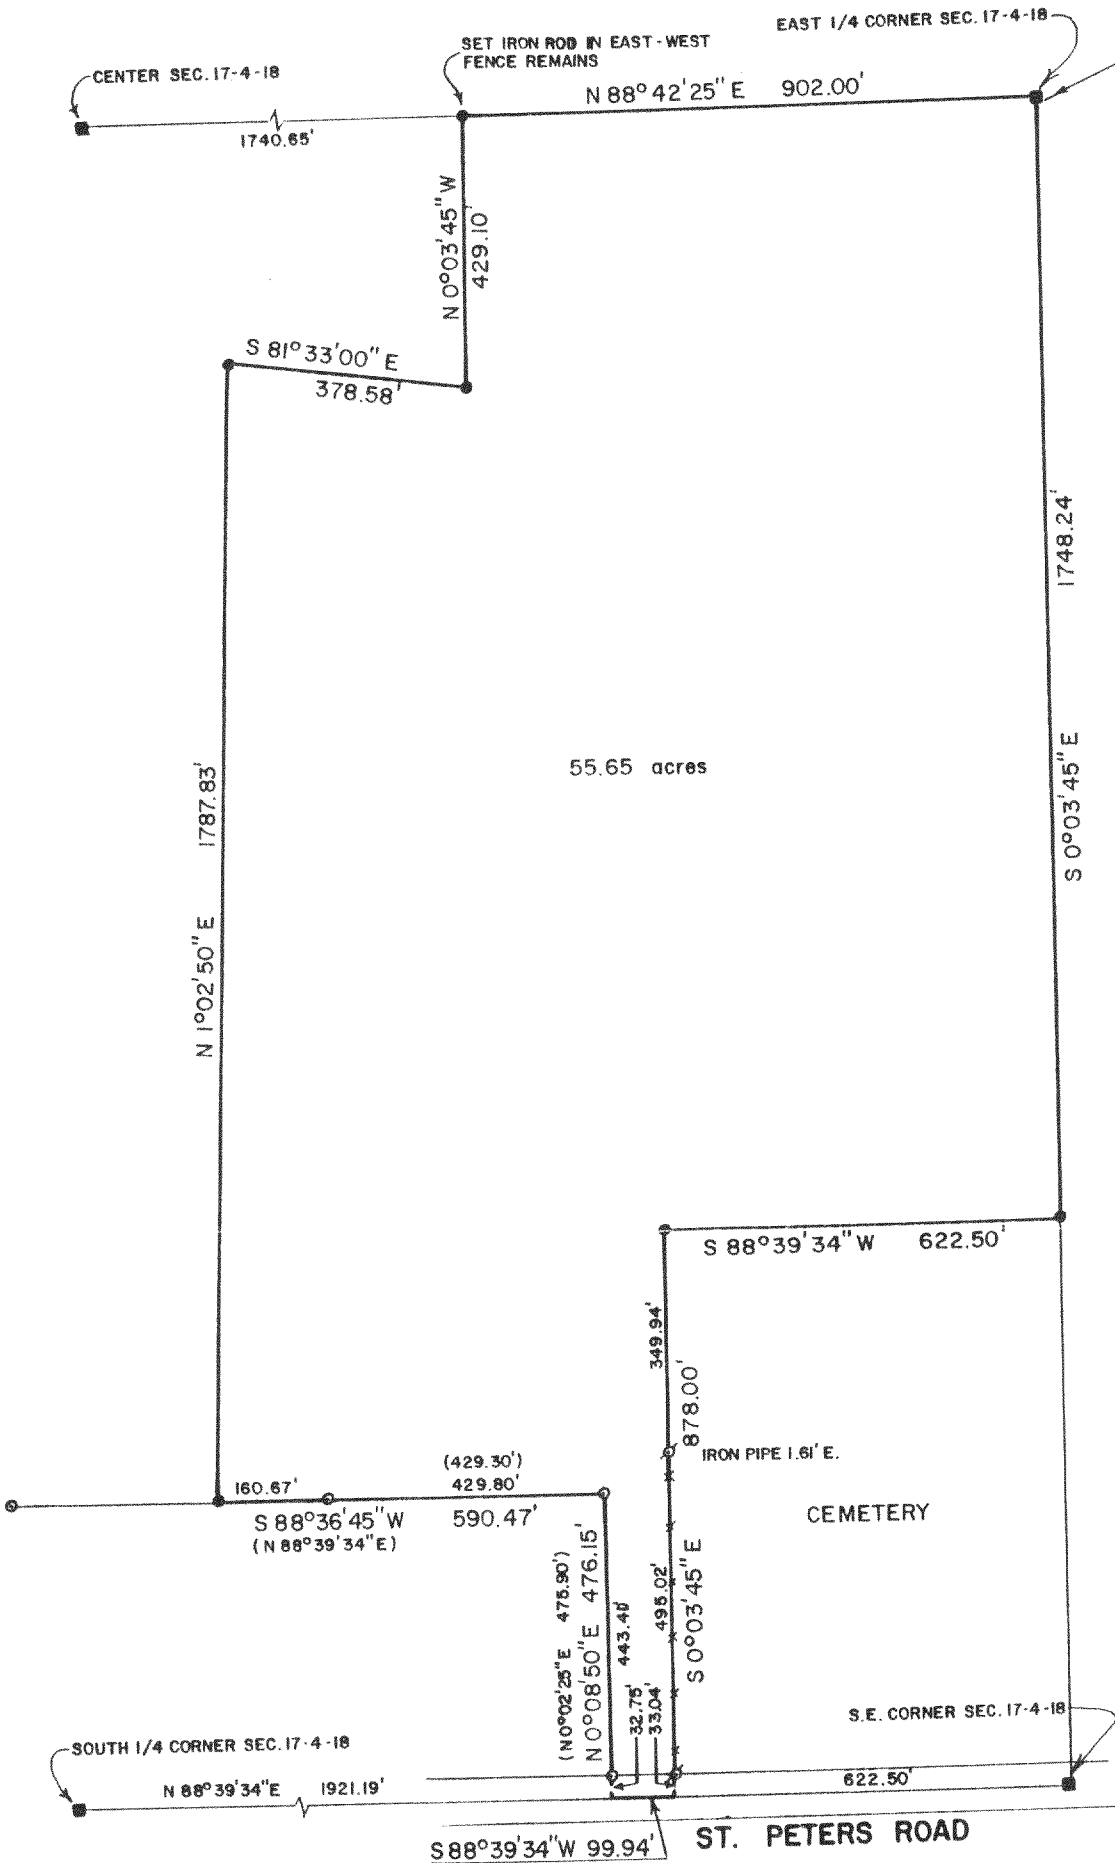 EAST 1/4 CORNER SEC. 17-4-18
SET IRON ROD IN EAST-WEST
FENCE REMAINS
CENTER SEC. 17-4-18
N 88° 42' 25" E 902.00'
1740.65'
N 0° 03' 45" W
429.10'
S 81° 33' 00" E
378.58'
1748.24'
S 0° 03' 45" E
55.65 acres
N 1° 02' 50" E 1787.83'
S 88° 39' 34" W 622.50'
349.94'
878.00'
IRON PIPE 1.61' E.
(429.30')
160.67' 429.80'
S 88° 36' 45" W 590.47'
(N 88° 39' 34" E)
CEMETERY
(N 0° 02' 25" E 475.90')
N 0° 08' 50" E 476.15'
443.40'
495.02'
S 0° 03' 45" E
32.75'
33.04'
S.E. CORNER SEC. 17-4-18
SOUTH 1/4 CORNER SEC. 17-4-18
N 88° 39' 34" E 1921.19'
622.50'
S 88° 39' 34" W 99.94'
ST. PETERS ROAD